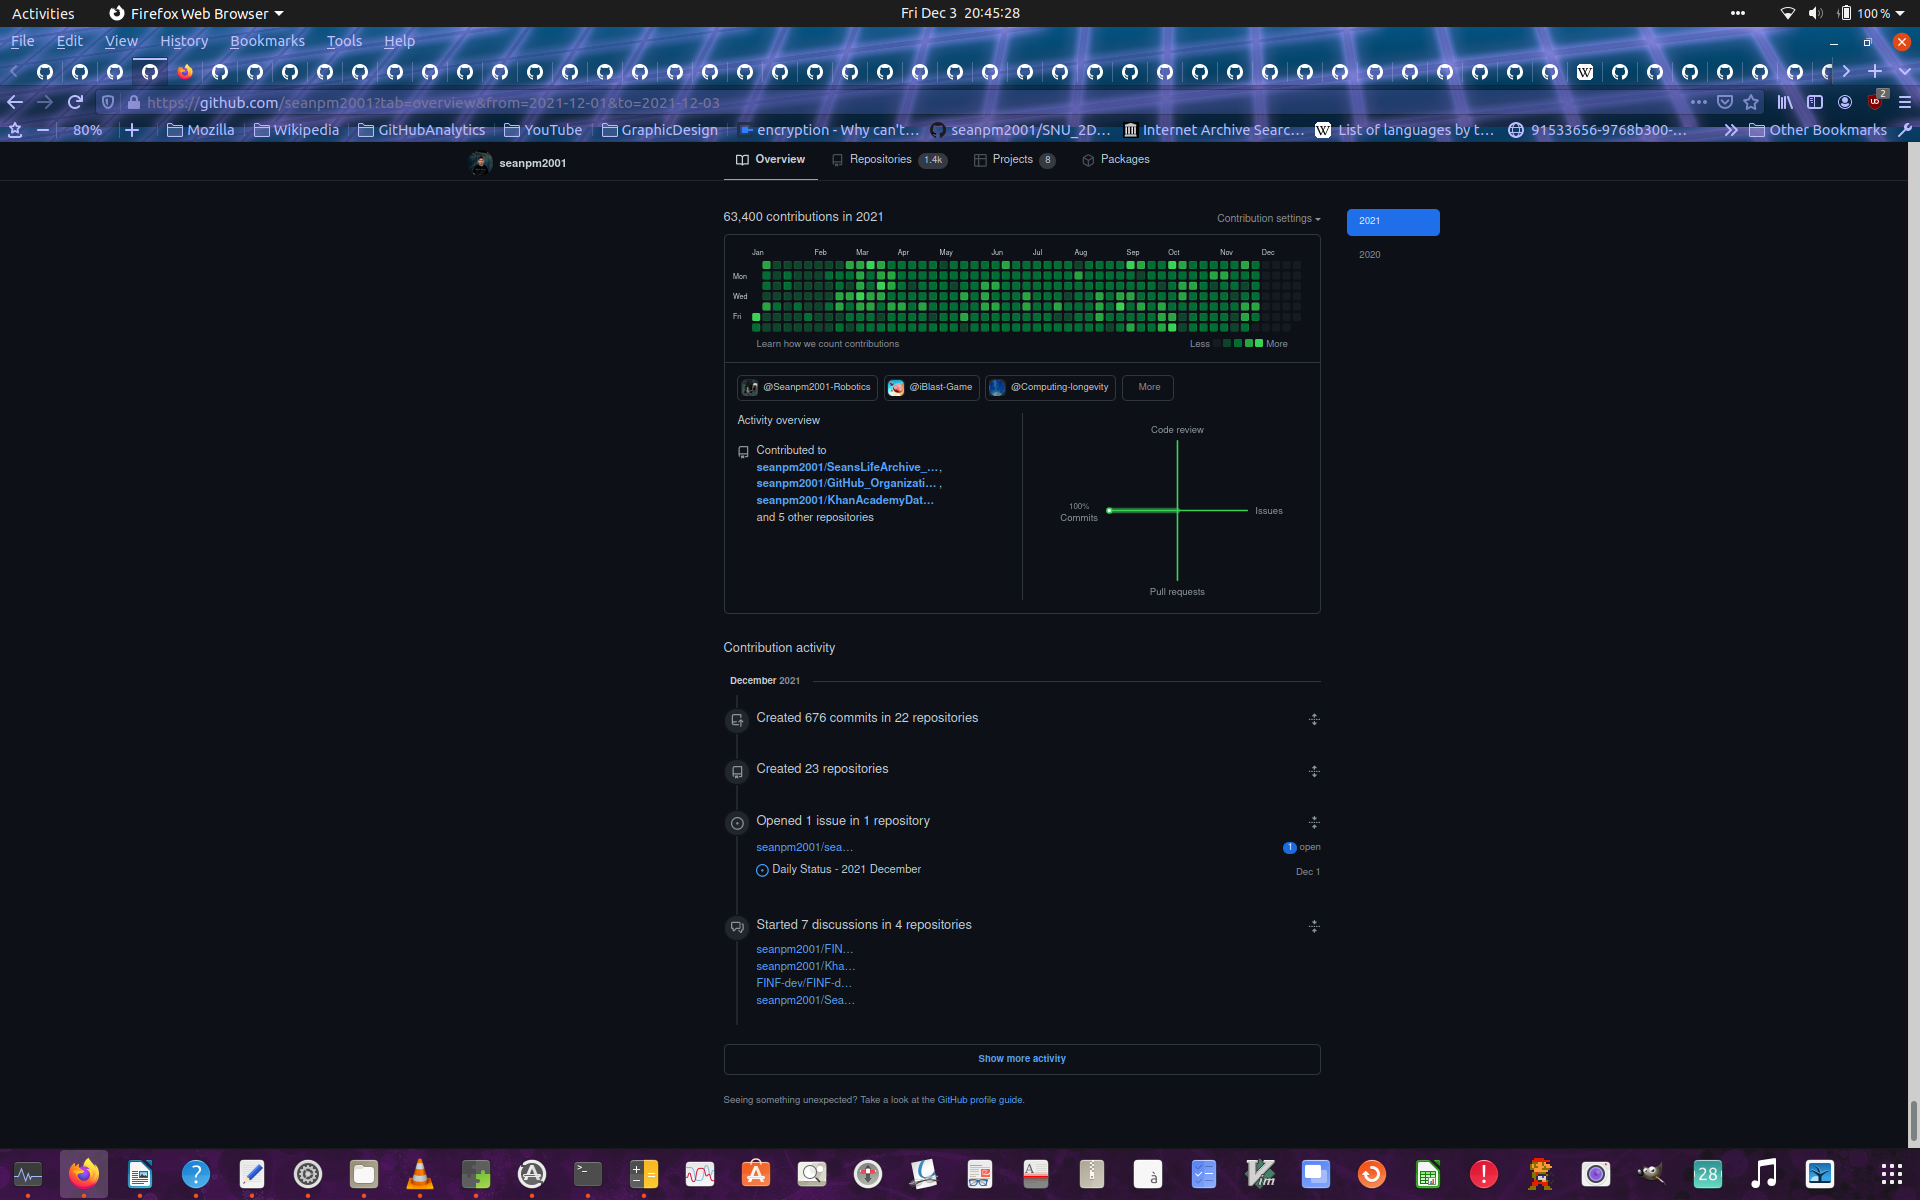 Activities
Firefox Web Browser
Fri Dec 3 20:45:28
100 %
File Edit View History Bookmarks Tools Help
https://github.com/seanpm2001?tab=overview&from=2021-12-01&to=2021-12-03
2
80%
Mozilla
Wikipedia
GitHubAnalytics
YouTube
GraphicDesign
encryption - Why can't…
seanpm2001/SNU_2D…
Internet Archive Searc…
List of languages by t…
91533656-9768b300-…
Other Bookmarks
seanpm2001
Overview
Repositories 1.4k
Projects 8
Packages
63,400 contributions in 2021
Contribution settings
2021
2020
Jan Feb Mar Apr May Jun Jul Aug Sep Oct Nov Dec
Mon
Wed
Fri
Learn how we count contributions
Less More
@Seanpm2001-Robotics
@iBlast-Game
@Computing-longevity
More
Activity overview
Contributed to
seanpm2001/SeansLifeArchive_…,
seanpm2001/GitHub_Organizati… ,
seanpm2001/KhanAcademyDat…
and 5 other repositories
Code review
100%
Commits
Issues
Pull requests
Contribution activity
December 2021
Created 676 commits in 22 repositories
Created 23 repositories
Opened 1 issue in 1 repository
seanpm2001/sea…
1 open
Daily Status - 2021 December
Dec 1
Started 7 discussions in 4 repositories
seanpm2001/FIN…
seanpm2001/Kha…
FINF-dev/FINF-d…
seanpm2001/Sea…
Show more activity
Seeing something unexpected? Take a look at the GitHub profile guide.
28